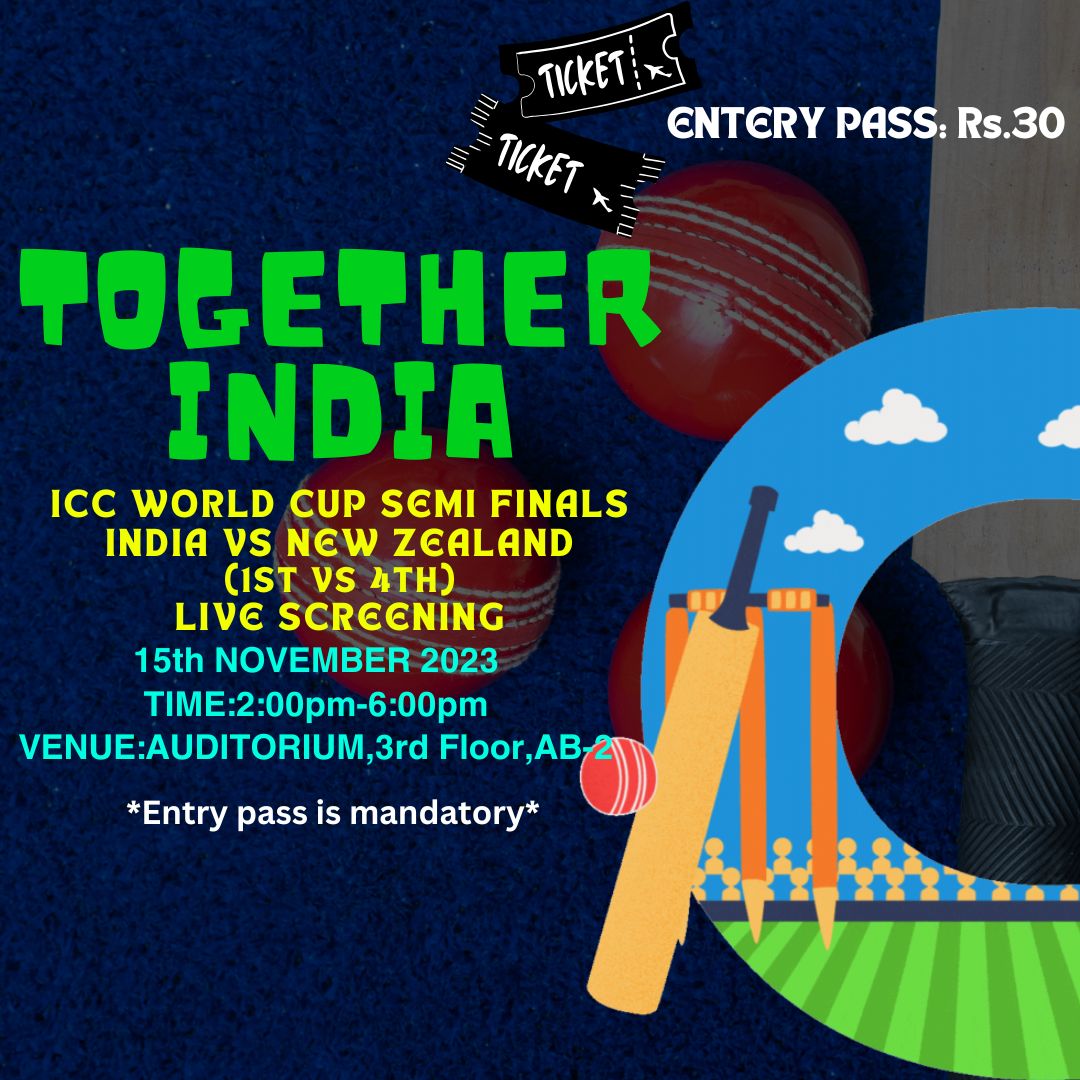 TICKET
ENTERY PASS: Rs.30
TICKET
TOGETHER
INDIA
ICC WORLD CUP SEMI FINALS
INDIA VS NEW ZEALAND
(1ST VS 4TH)
LIVE SCREENING
15th NOVEMBER 2023
TIME:2:00pm-6:00pm
VENUE:AUDITORIUM,3rd Floor,AB-2
*Entry pass is mandatory*